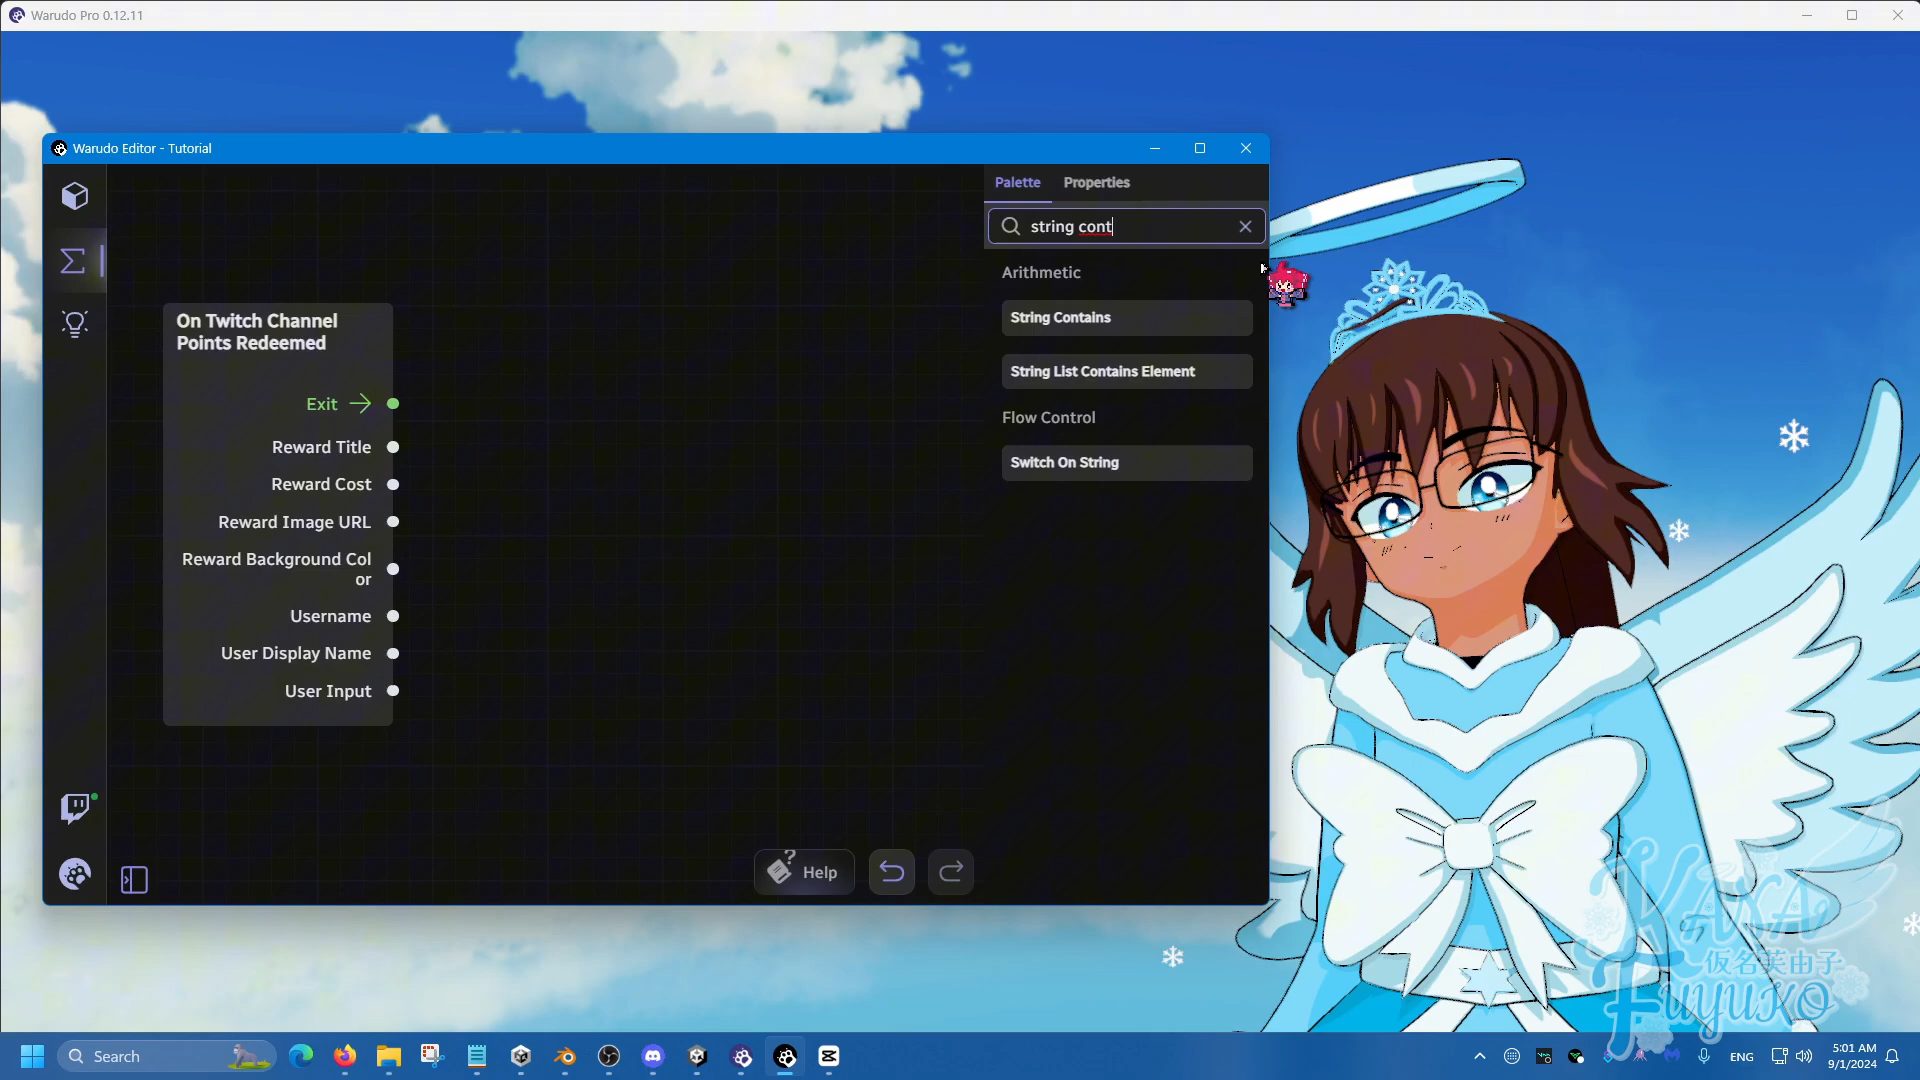 Warudo Pro 0.12.11
Warudo Editor - Tutorial
Palette
Properties
string cont
Arithmetic
String Contains
String List Contains Element
Flow Control
Switch On String
On Twitch Channel
Points Redeemed
Exit
Reward Title
Reward Cost
Reward Image URL
Reward Background Col
or
Username
User Display Name
User Input
? Help
KANA
仮名芙由子
FUYUKO
Search
ENG
5:01 AM
9/1/2024